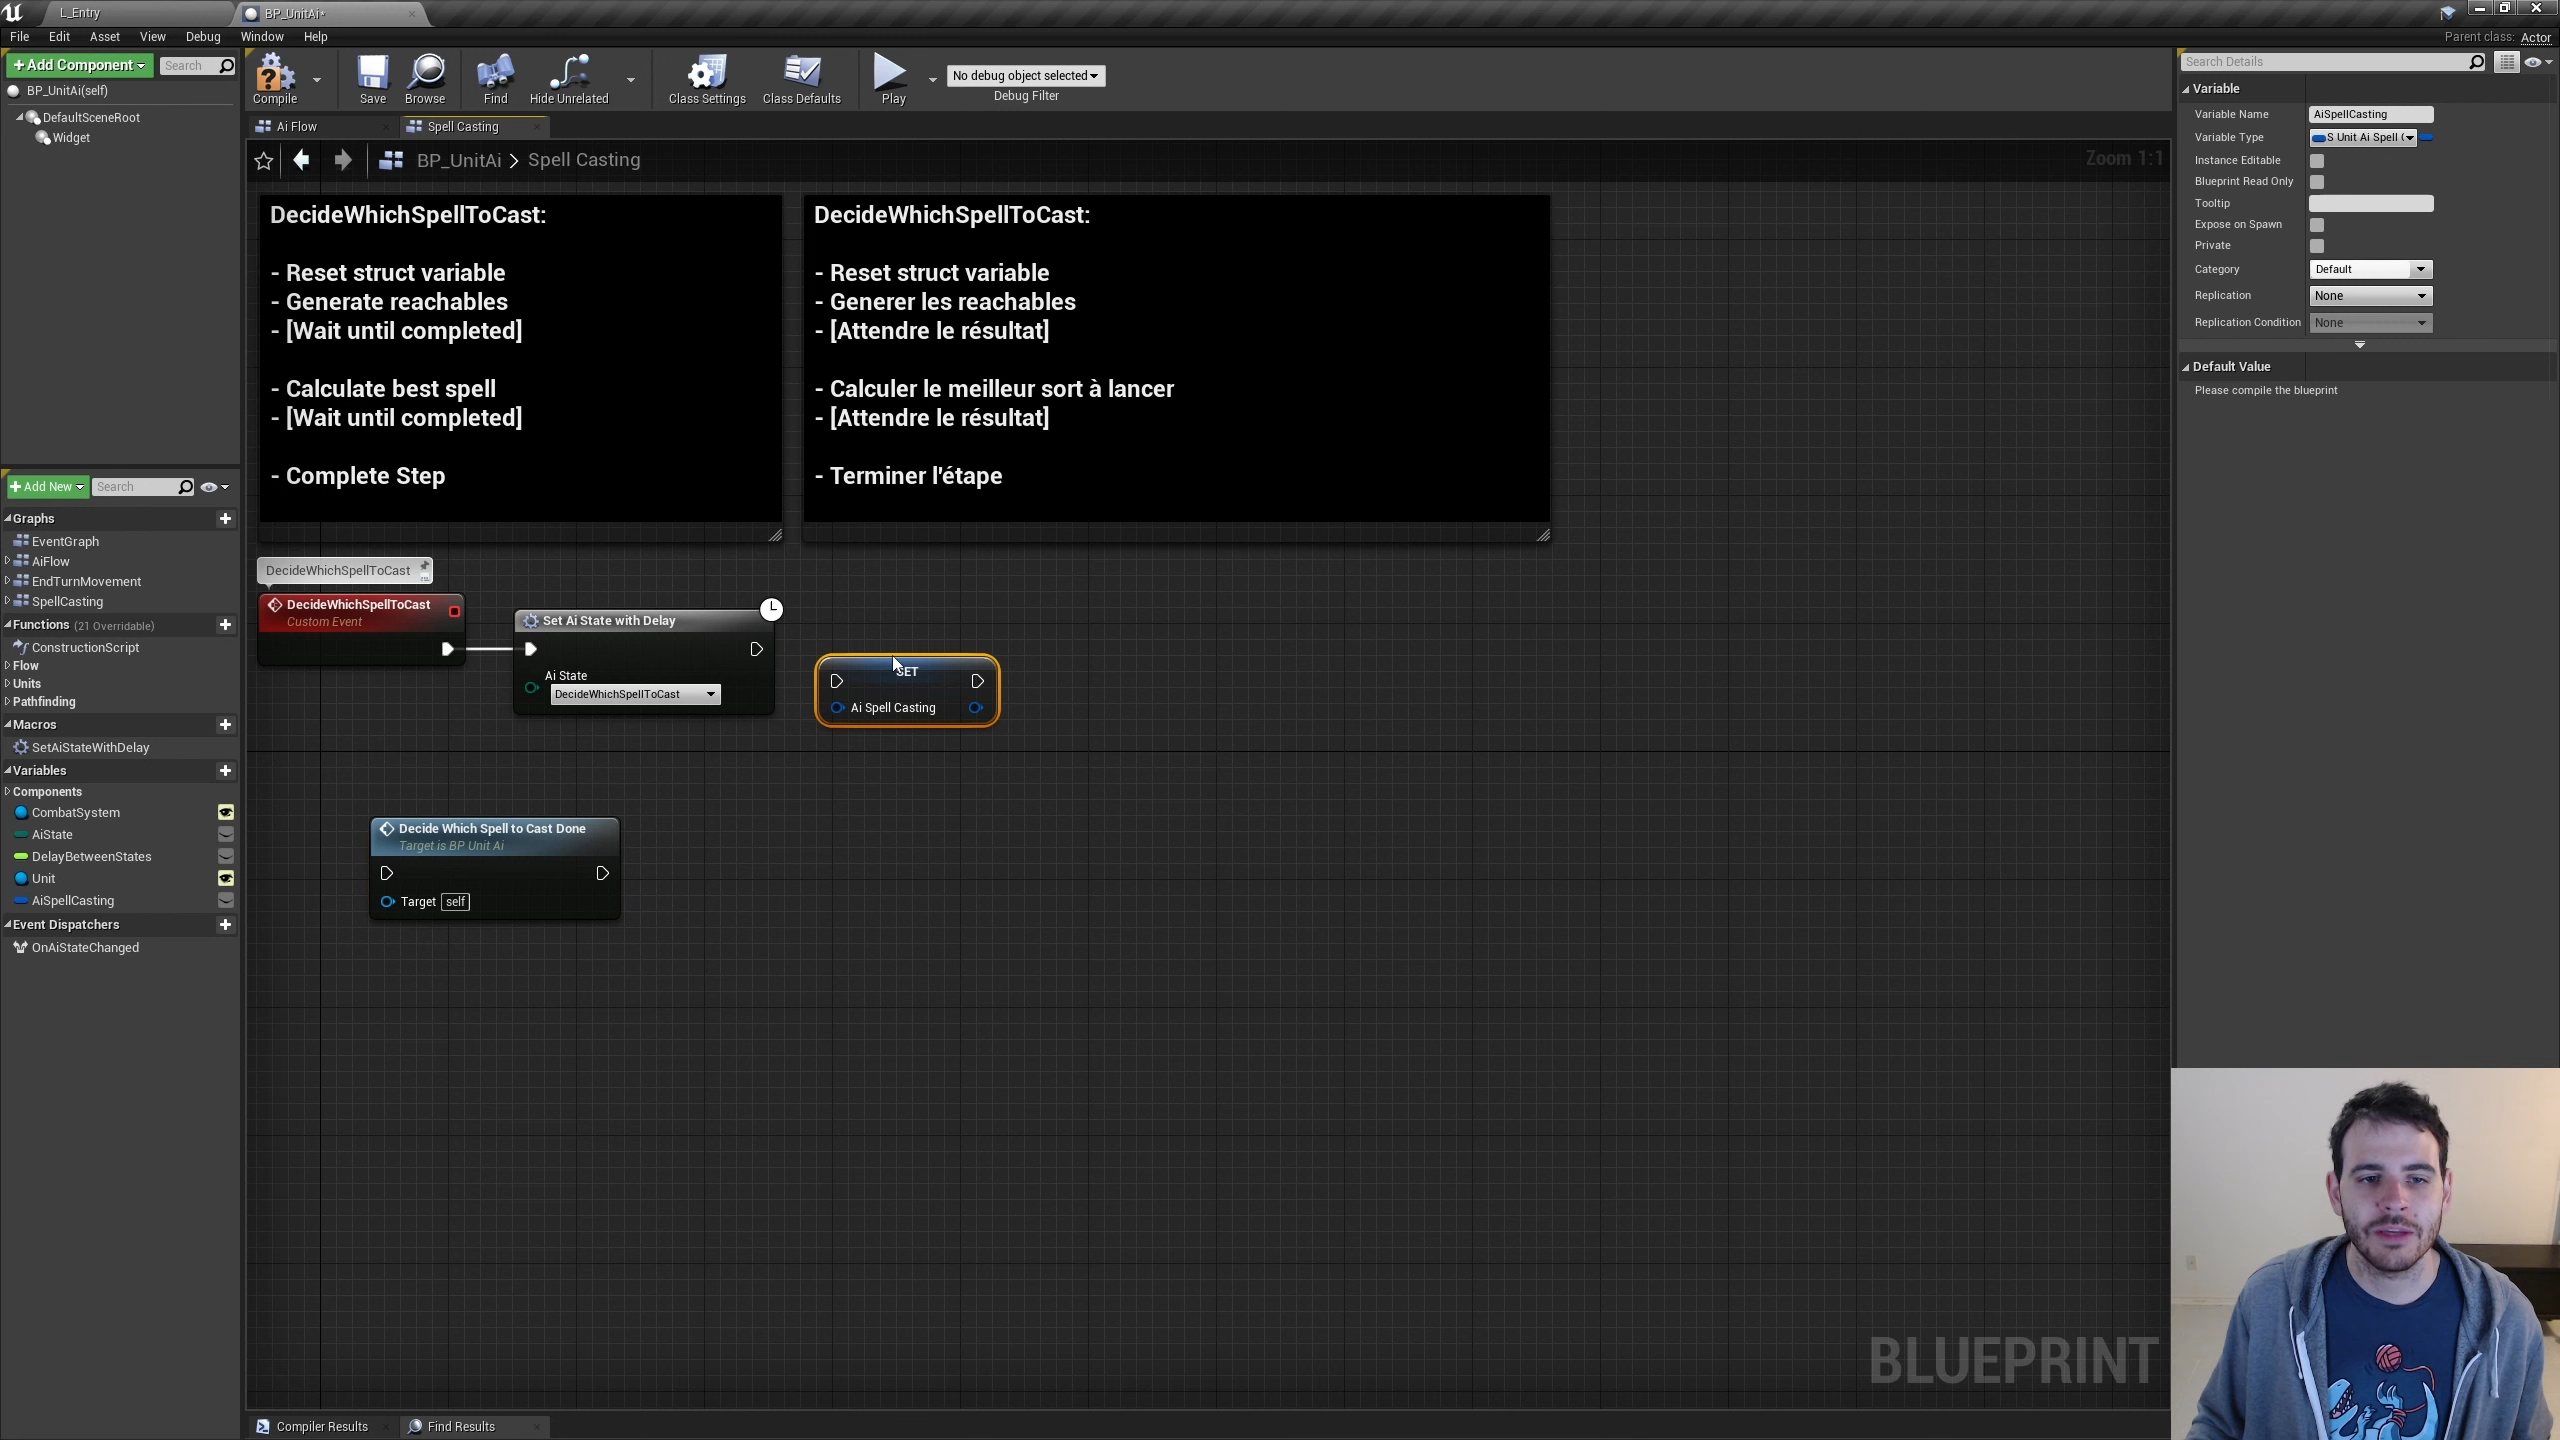 L_Entry
BP_UnitAi*
File Edit Asset View Debug Window Help
Parent class: Actor
+ Add Component
Search
BP_UnitAi(self)
DefaultSceneRoot
Widget
Compile
Save
Browse
Find
Hide Unrelated
Class Settings
Class Defaults
Play
No debug object selected
Debug Filter
Ai Flow
Spell Casting
BP_UnitAi > Spell Casting
Zoom 1:1
DecideWhichSpellToCast:
- Reset struct variable
- Generate reachables
- [Wait until completed]
- Calculate best spell
- [Wait until completed]
- Complete Step
DecideWhichSpellToCast:
- Reset struct variable
- Generer les reachables
- [Attendre le résultat]
- Calculer le meilleur sort à lancer
- [Attendre le résultat]
- Terminer l'étape
DecideWhichSpellToCast
DecideWhichSpellToCast
Custom Event
Set Ai State with Delay
Ai State
DecideWhichSpellToCast
SET
Ai Spell Casting
Decide Which Spell to Cast Done
Target is BP Unit Ai
Target self
BLUEPRINT
+ Add New
Search
Graphs
EventGraph
AiFlow
EndTurnMovement
SpellCasting
Functions (21 Overridable)
ConstructionScript
Flow
Units
Pathfinding
Macros
SetAiStateWithDelay
Variables
Components
CombatSystem
AiState
DelayBetweenStates
Unit
AiSpellCasting
Event Dispatchers
OnAiStateChanged
Compiler Results
Find Results
Search Details
Variable
Variable Name AiSpellCasting
Variable Type S Unit Ai Spell (
Instance Editable
Blueprint Read Only
Tooltip
Expose on Spawn
Private
Category Default
Replication None
Replication Condition None
Default Value
Please compile the blueprint